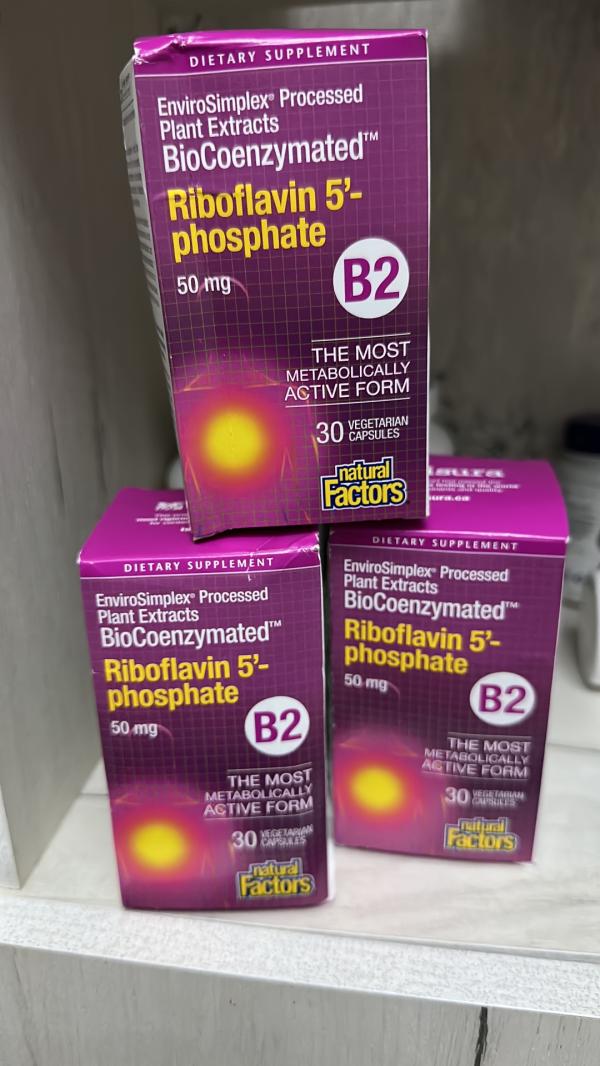 DIETARY SUPPLEMENT
EnviroSimplex® Processed
Plant Extracts
BioCoenzymated™
Riboflavin 5'-
phosphate
50 mg
B2
THE MOST
METABOLICALLY
ACTIVE FORM
30 VEGETARIAN
CAPSULES
natural
Factors
DIETARY SUPPLEMENT
EnviroSimplex® Processed
Plant Extracts
BioCoenzymated™
Riboflavin 5'-
phosphate
50 mg
B2
THE MOST
METABOLICALLY
ACTIVE FORM
30 VEGETARIAN
CAPSULES
natural
Factors
DIETARY SUPPLEMENT
EnviroSimplex® Processed
Plant Extracts
BioCoenzymated™
Riboflavin 5'-
phosphate
50 mg
B2
THE MOST
METABOLICALLY
ACTIVE FORM
30 VEGETARIAN
CAPSULES
natural
Factors